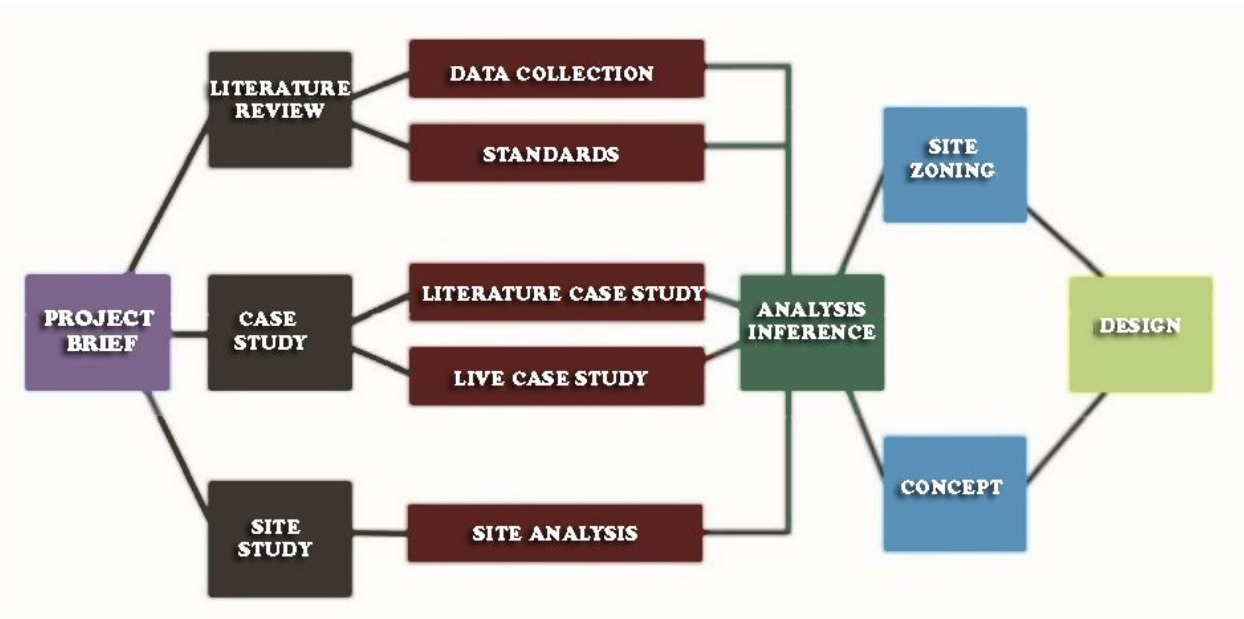 PROJECT
BRIEF
LITERATURE
REVIEW
CASE
STUDY
SITE
STUDY
DATA COLLECTION
STANDARDS
LITERATURE CASE STUDY
LIVE CASE STUDY
SITE ANALYSIS
ANALYSIS
INFERENCE
SITE
ZONING
CONCEPT
DESIGN